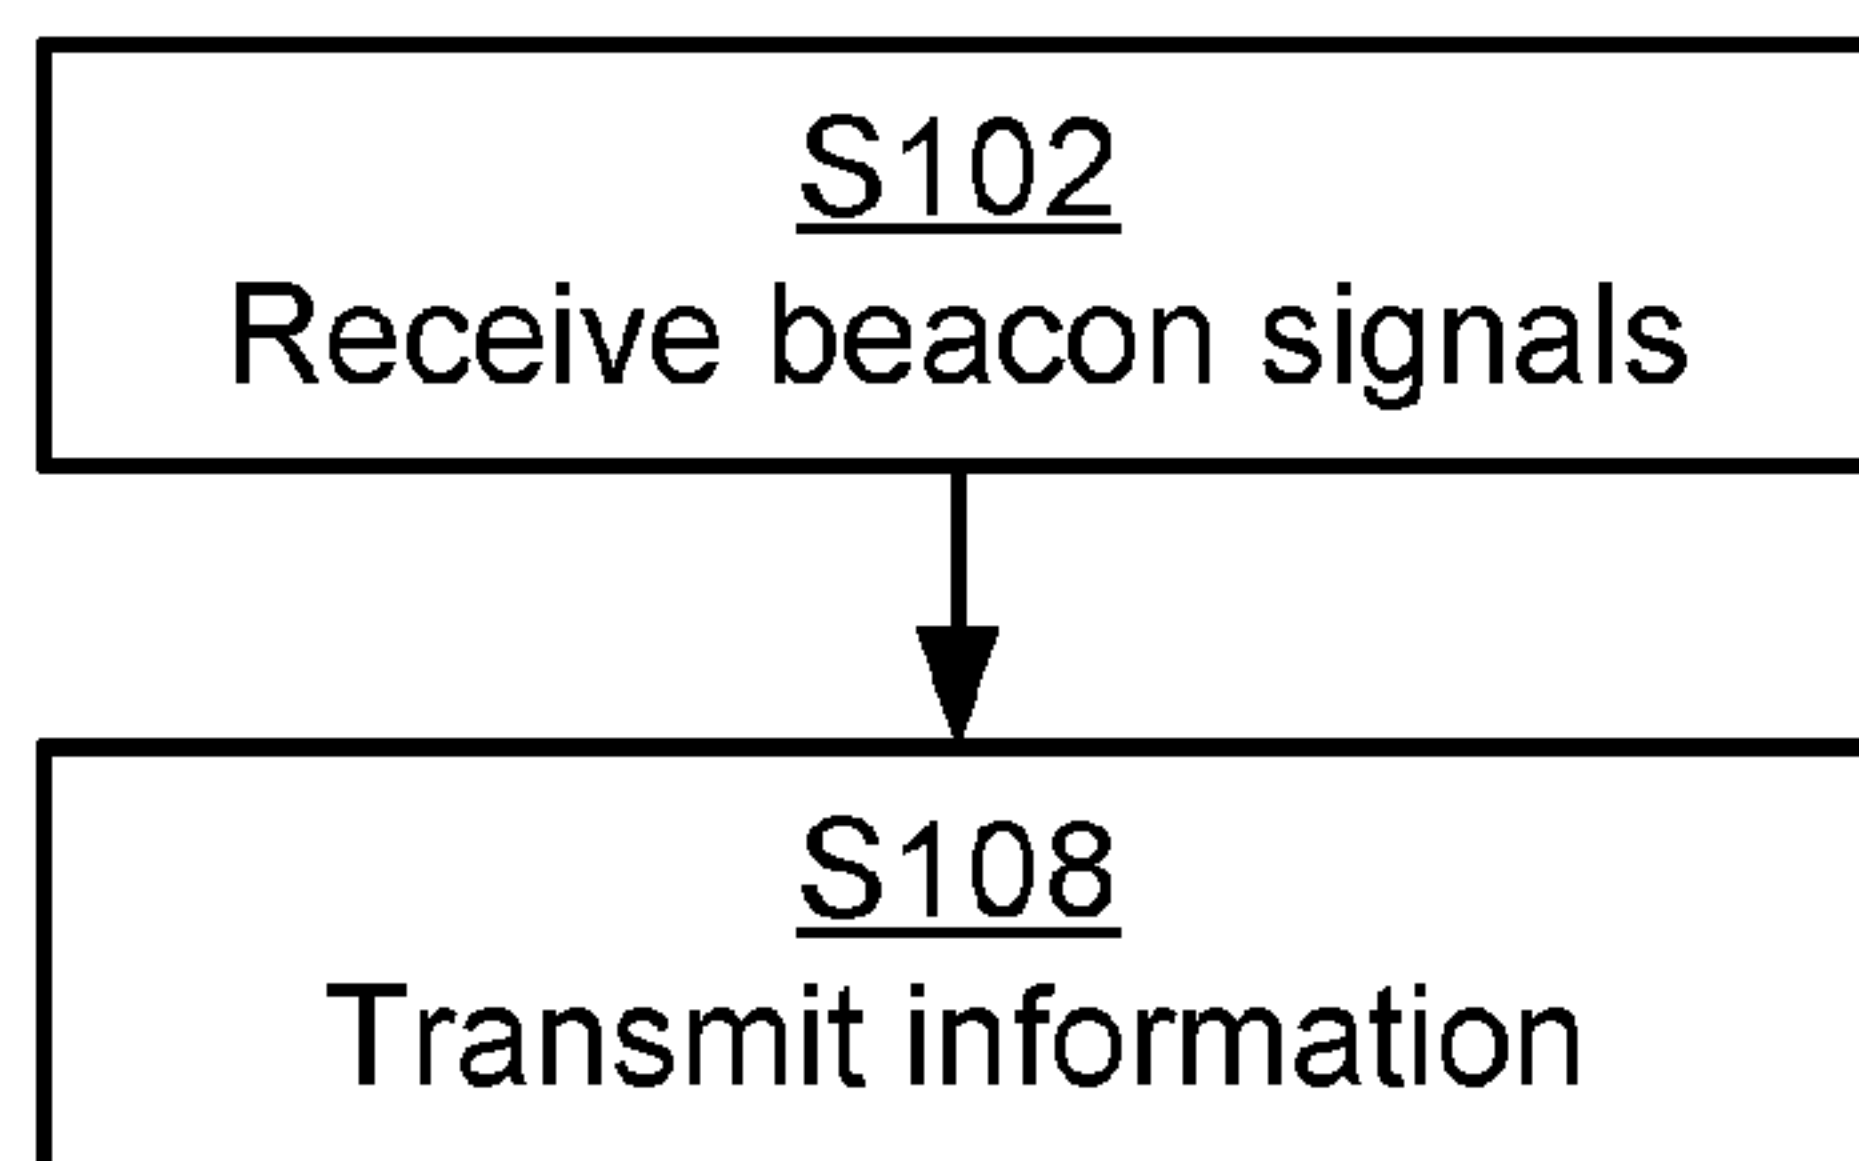 S102
Receive beacon signals
S108
Transmit information